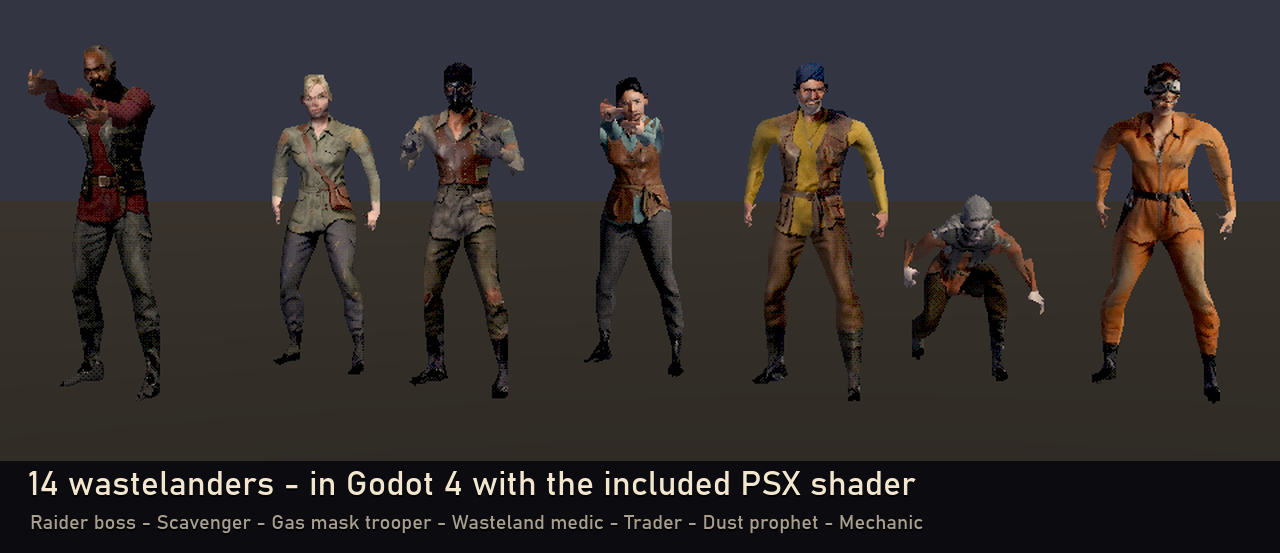 14 wastelanders - in Godot 4 with the included PSX shader
Raider boss - Scavenger - Gas mask trooper - Wasteland medic - Trader - Dust prophet - Mechanic